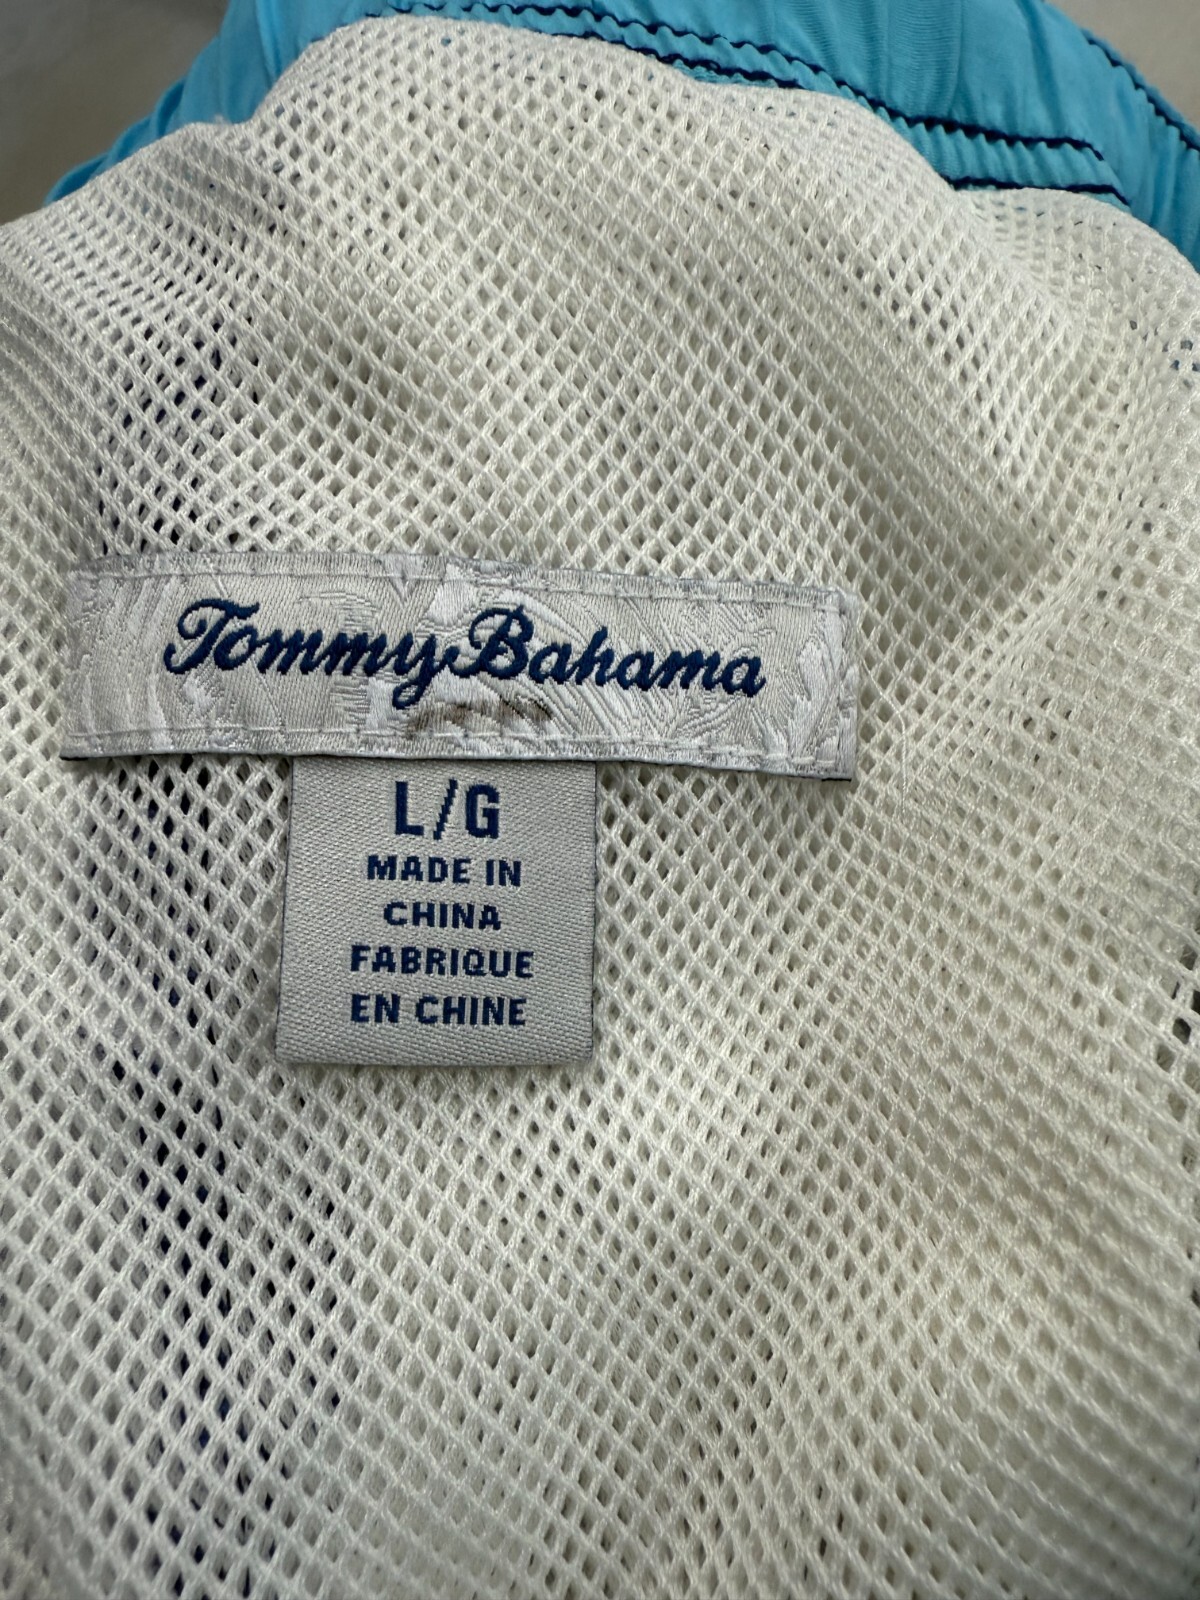 Tommy Bahama
L/G
MADE IN
CHINA
FABRIQUE
EN CHINE